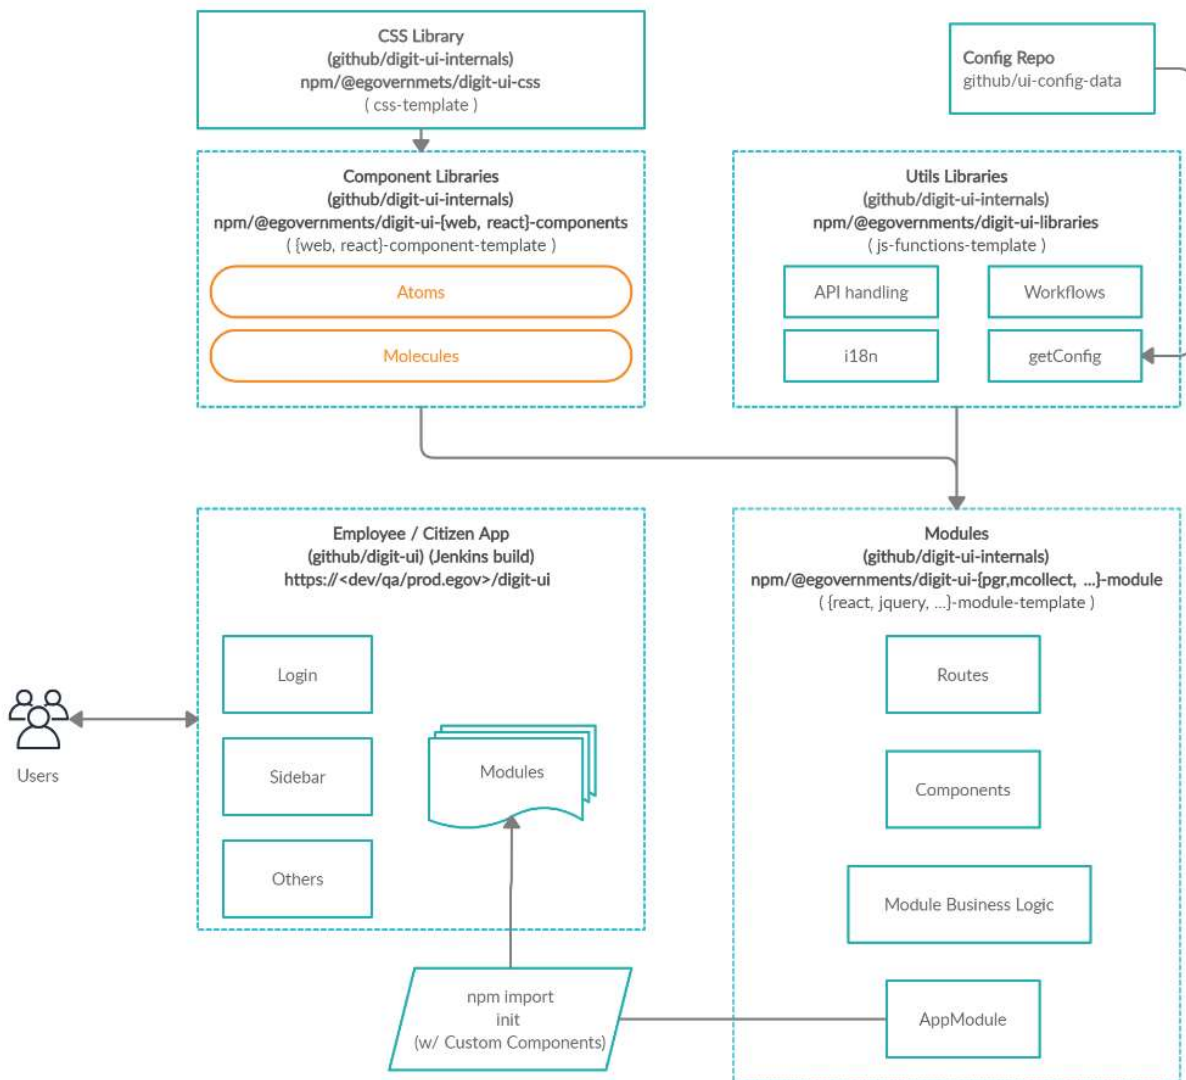 CSS Library
(github/digit-ui-internals)
npm/@egovernmets/digit-ui-css
( css-template )
Config Repo
github/ui-config-data
Component Libraries
(github/digit-ui-internals)
npm/@egovernments/digit-ui-{web, react}-components
( {web, react}-component-template )
Atoms
Molecules
Utils Libraries
(github/digit-ui-internals)
npm/@egovernments/digit-ui-libraries
( js-functions-template )
API handling
Workflows
i18n
getConfig
Employee / Citizen App
(github/digit-ui) (Jenkins build)
https://<dev/qa/prod.egov>/digit-ui
Login
Sidebar
Others
Modules
Users
npm import
init
(w/ Custom Components)
Modules
(github/digit-ui-internals)
npm/@egovernments/digit-ui-{pgr,mcollect, ...}-module
( {react, jquery, ...}-module-template )
Routes
Components
Module Business Logic
AppModule